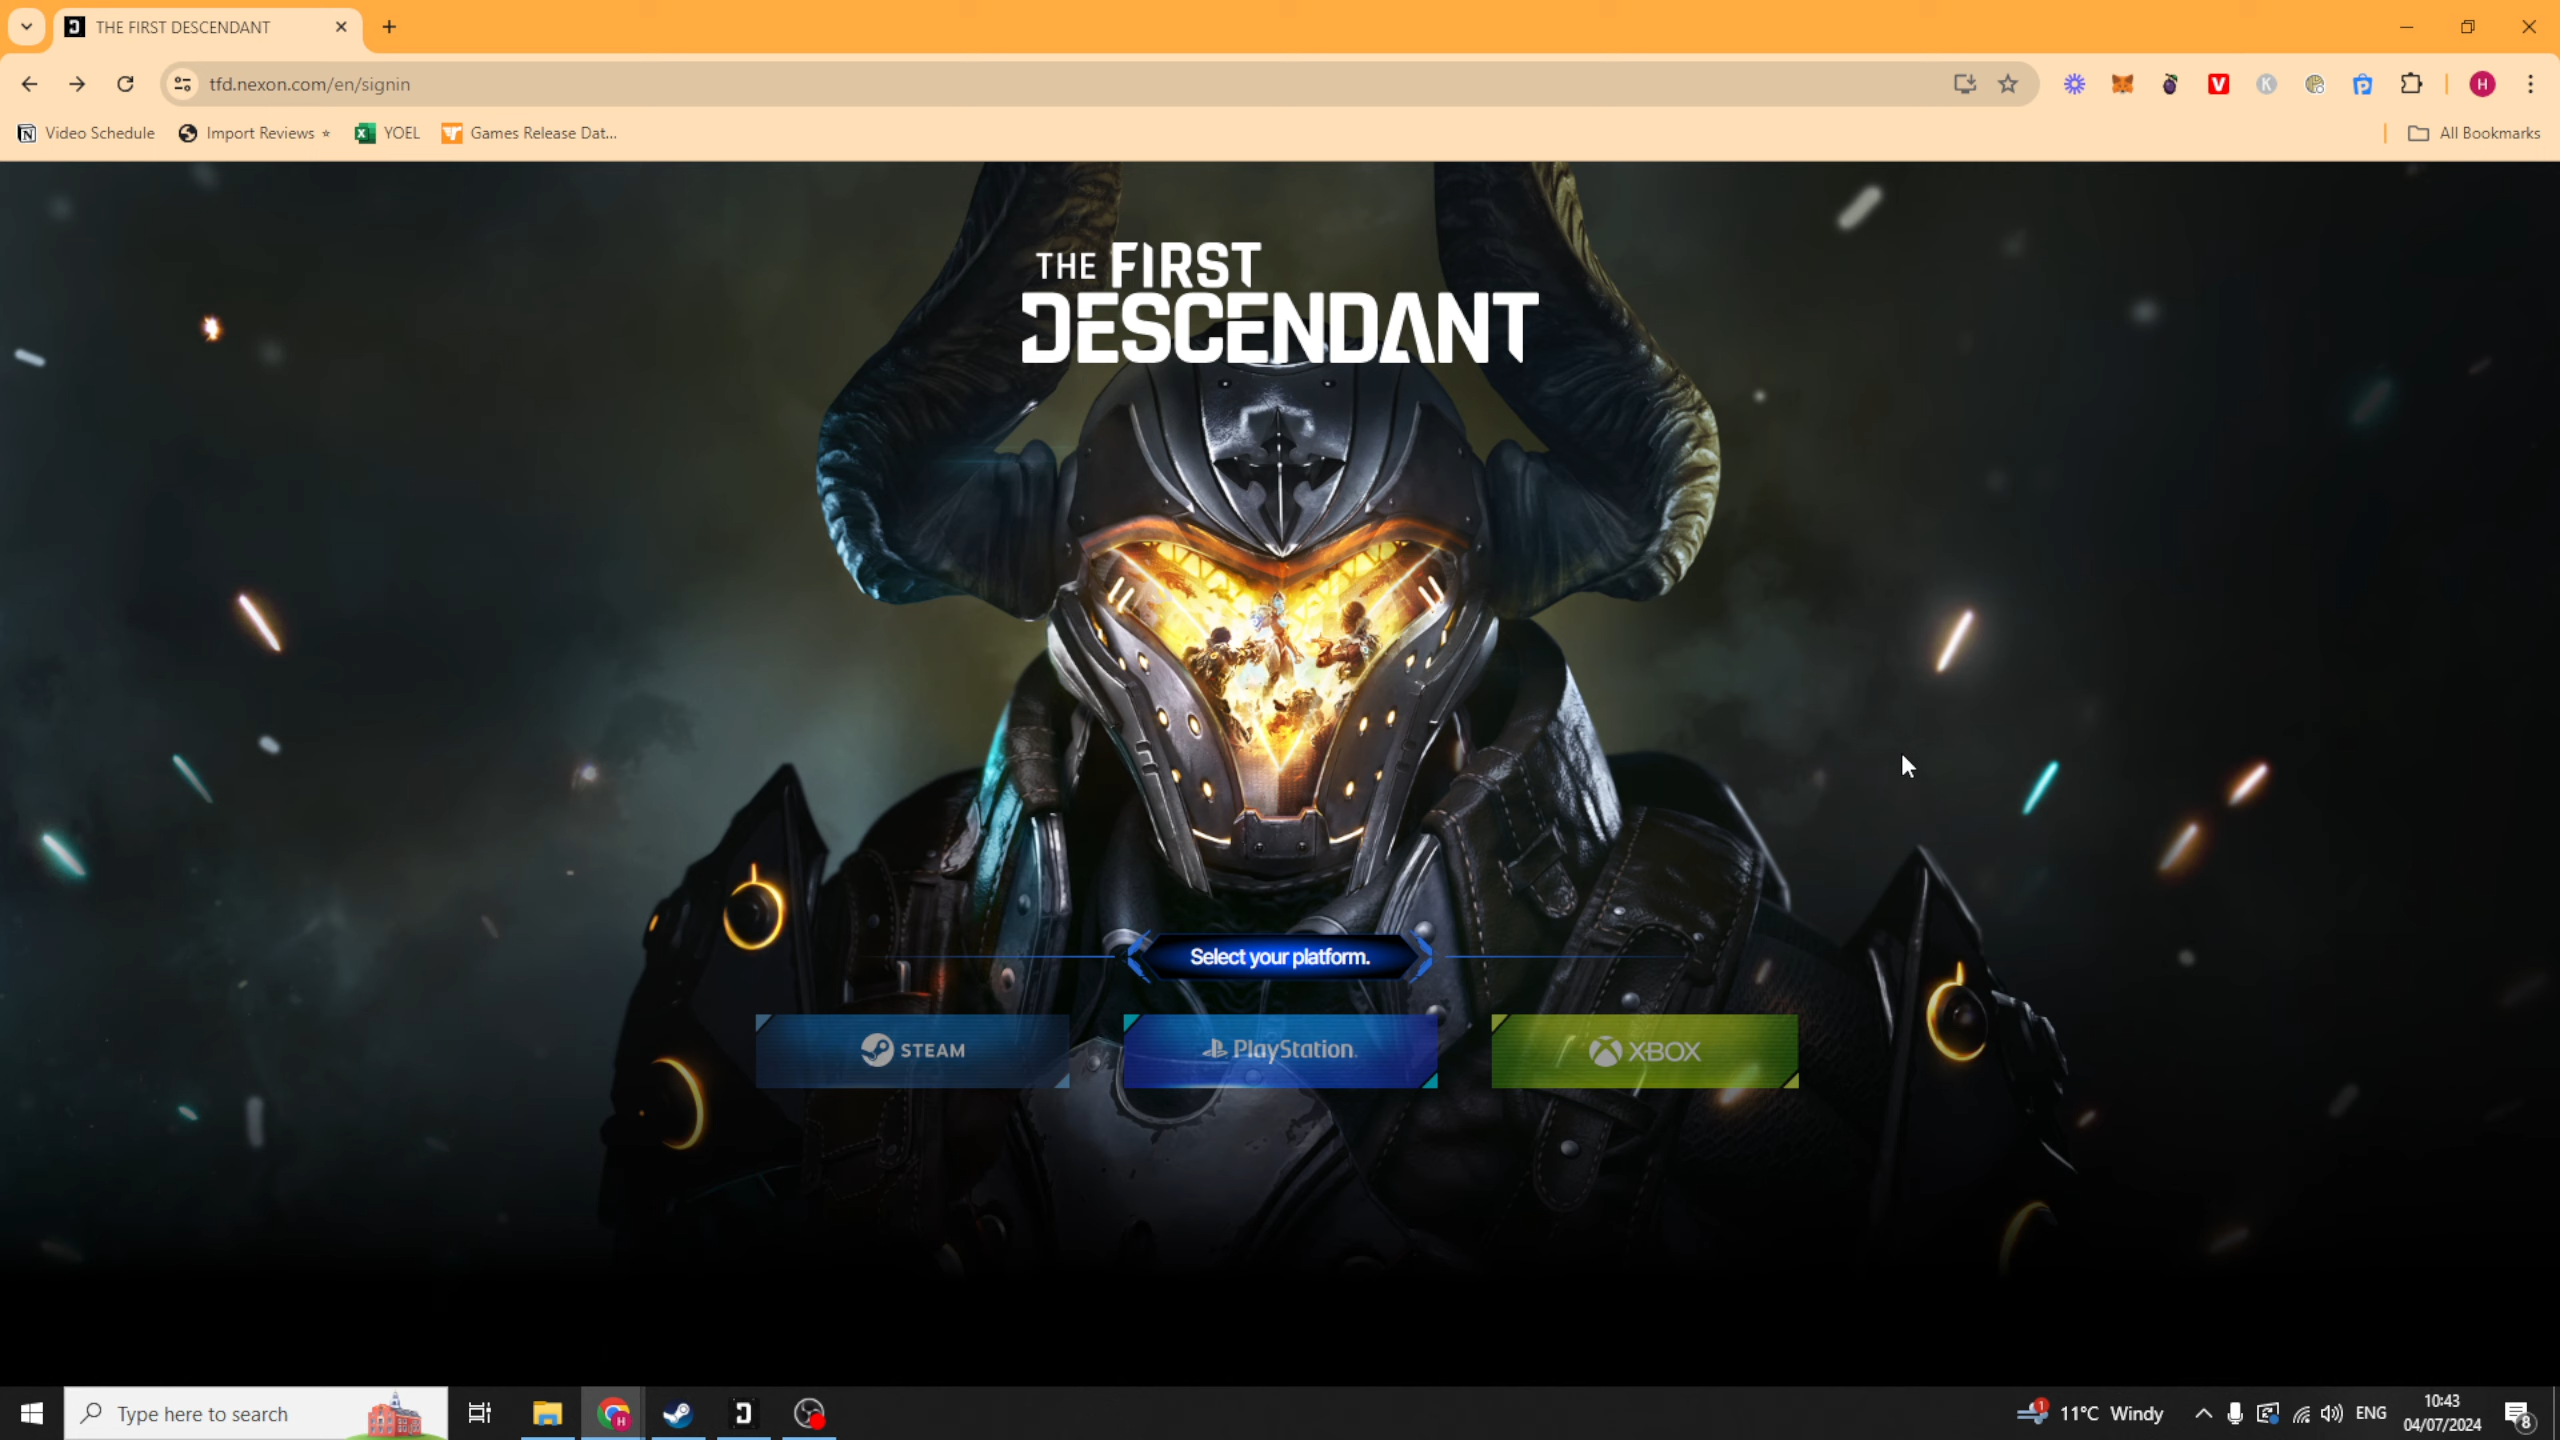 THE FIRST DESCENDANT
tfd.nexon.com/en/signin
H
Video Schedule
Import Reviews ⭑
YOEL
Games Release Dat...
All Bookmarks
THE FIRST
DESCENDANT
Select your platform.
STEAM
PlayStation.
XBOX
Type here to search
H
1
11°C Windy
ENG
10:43
04/07/2024
8